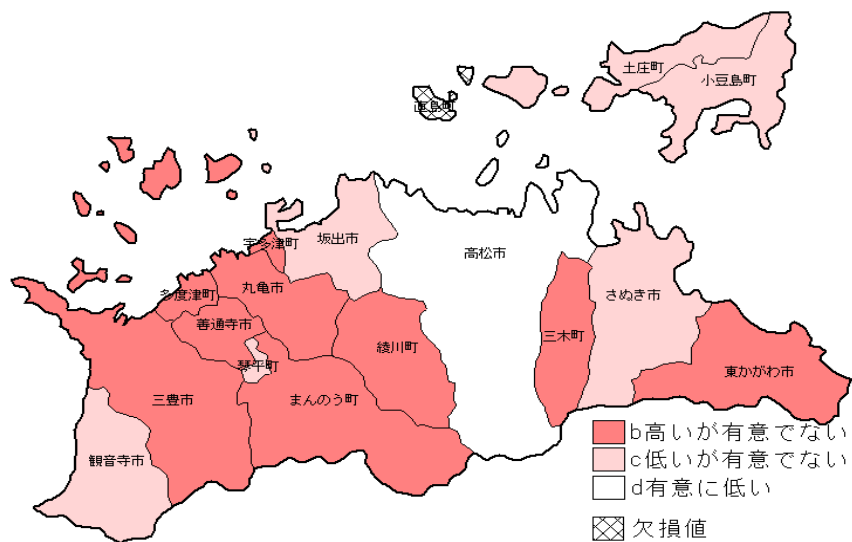 土庄町
小豆島町
直島町
坂出市
宇多津町
高松市
丸亀市
多度津町
さぬき市
善通寺市
三木町
綾川町
琴平町
東かがわ市
三豊市
まんのう町
観音寺市
b高いが有意でない
c低いが有意でない
d有意に低い
欠損値